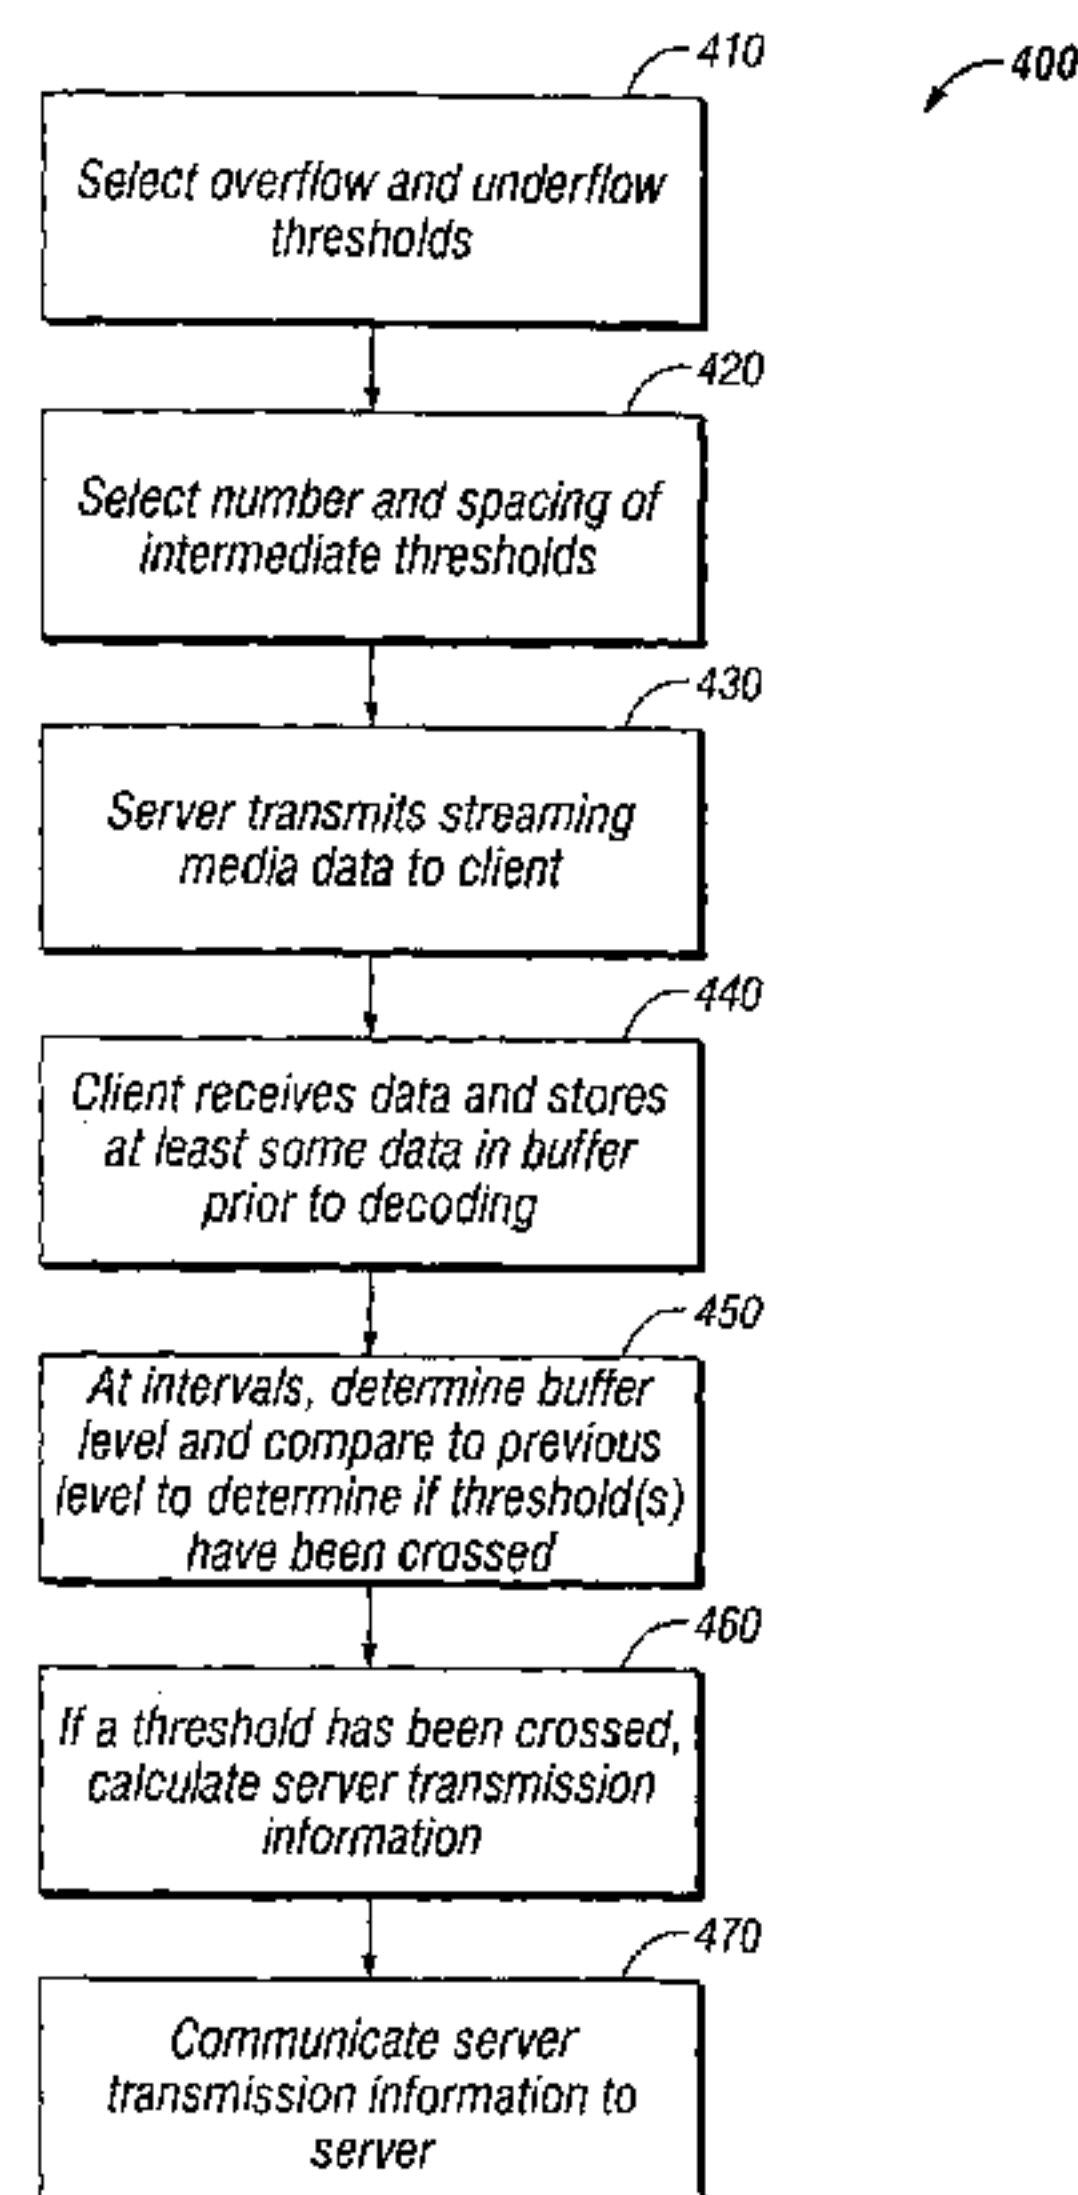 410
400
Select overflow and underflow
thresholds
420
Select number and spacing of
intermediate thresholds
430
Server transmits streaming
media data to client
440
Client receives data and stores
at least some data in buffer
prior to decoding
450
At intervals, determine buffer
level and compare to previous
level to determine if threshold(s)
have been crossed
460
If a threshold has been crossed,
calculate server transmission
information
470
Communicate server
transmission information to
server